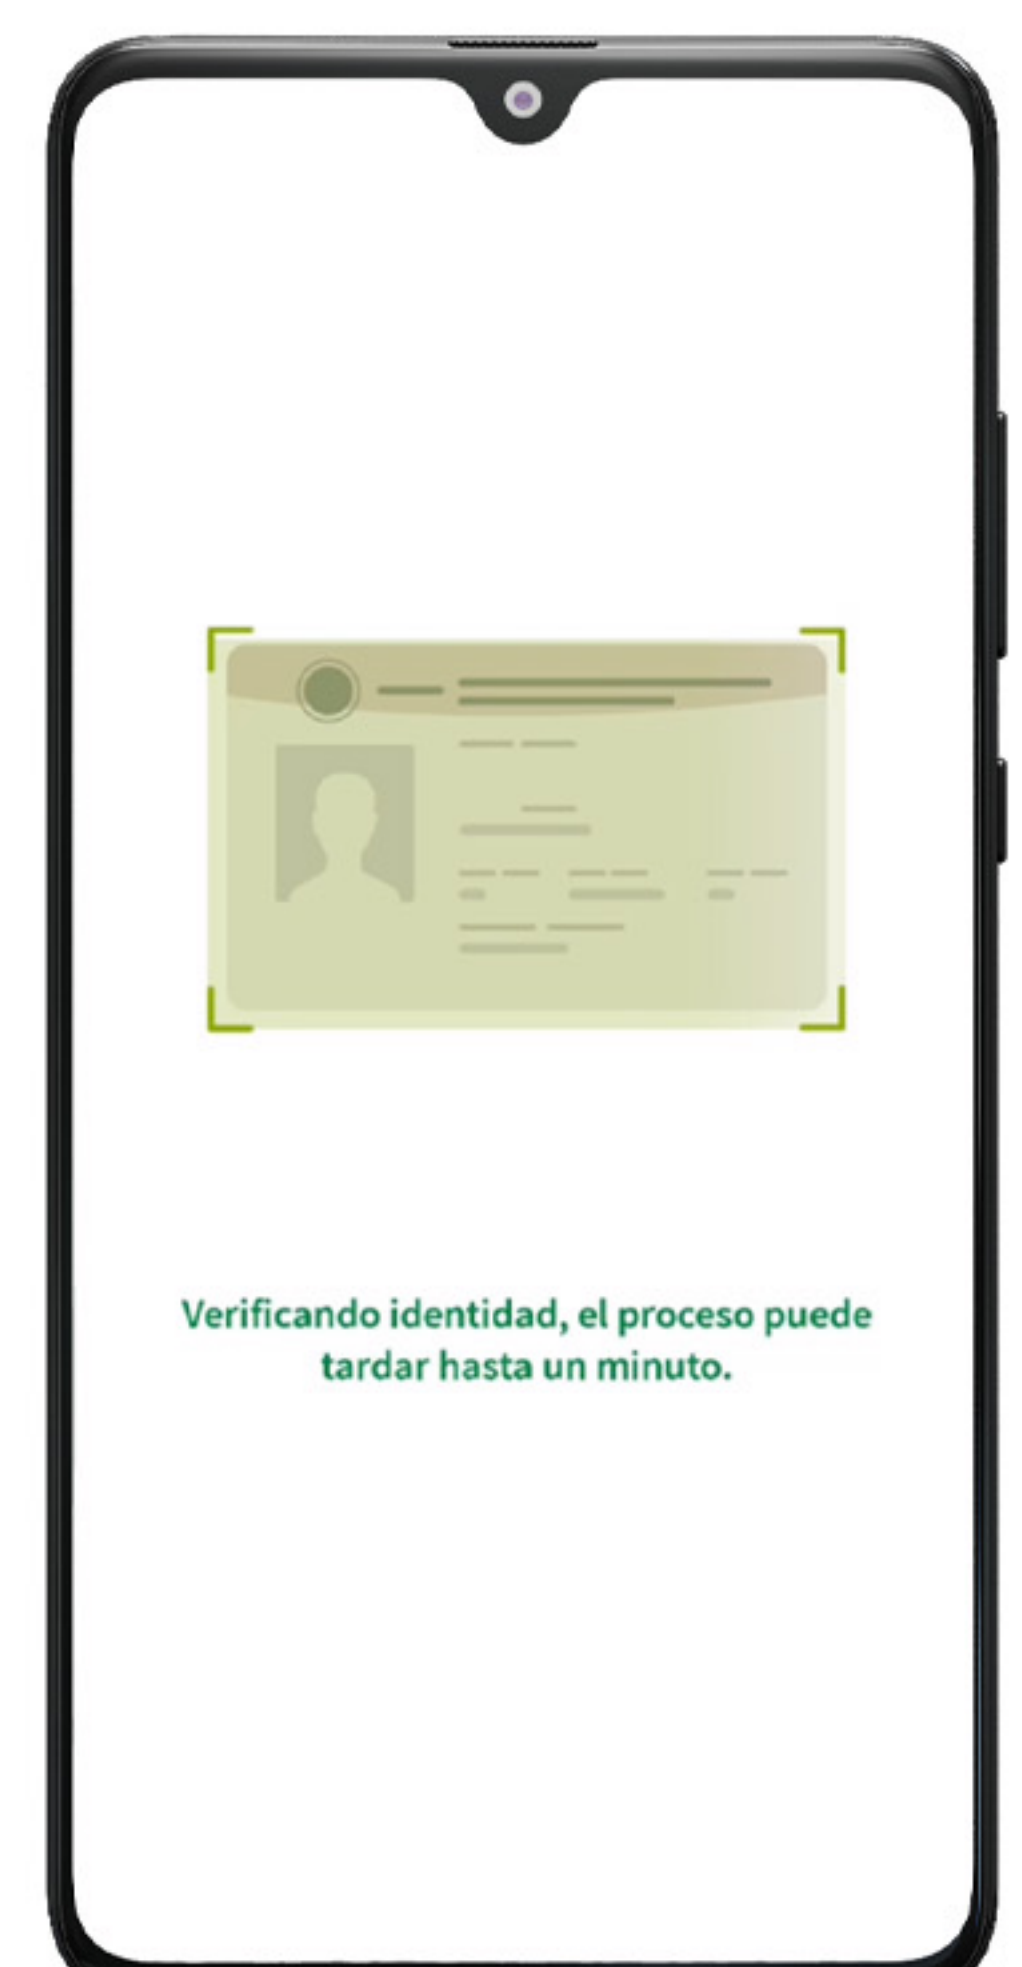 Verificando identidad, el proceso puede
tardar hasta un minuto.